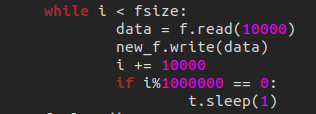 while i < fsize:
data = f.read(10000)
new_f.write(data)
i += 10000
if i%1000000 == 0:
t.sleep(1)